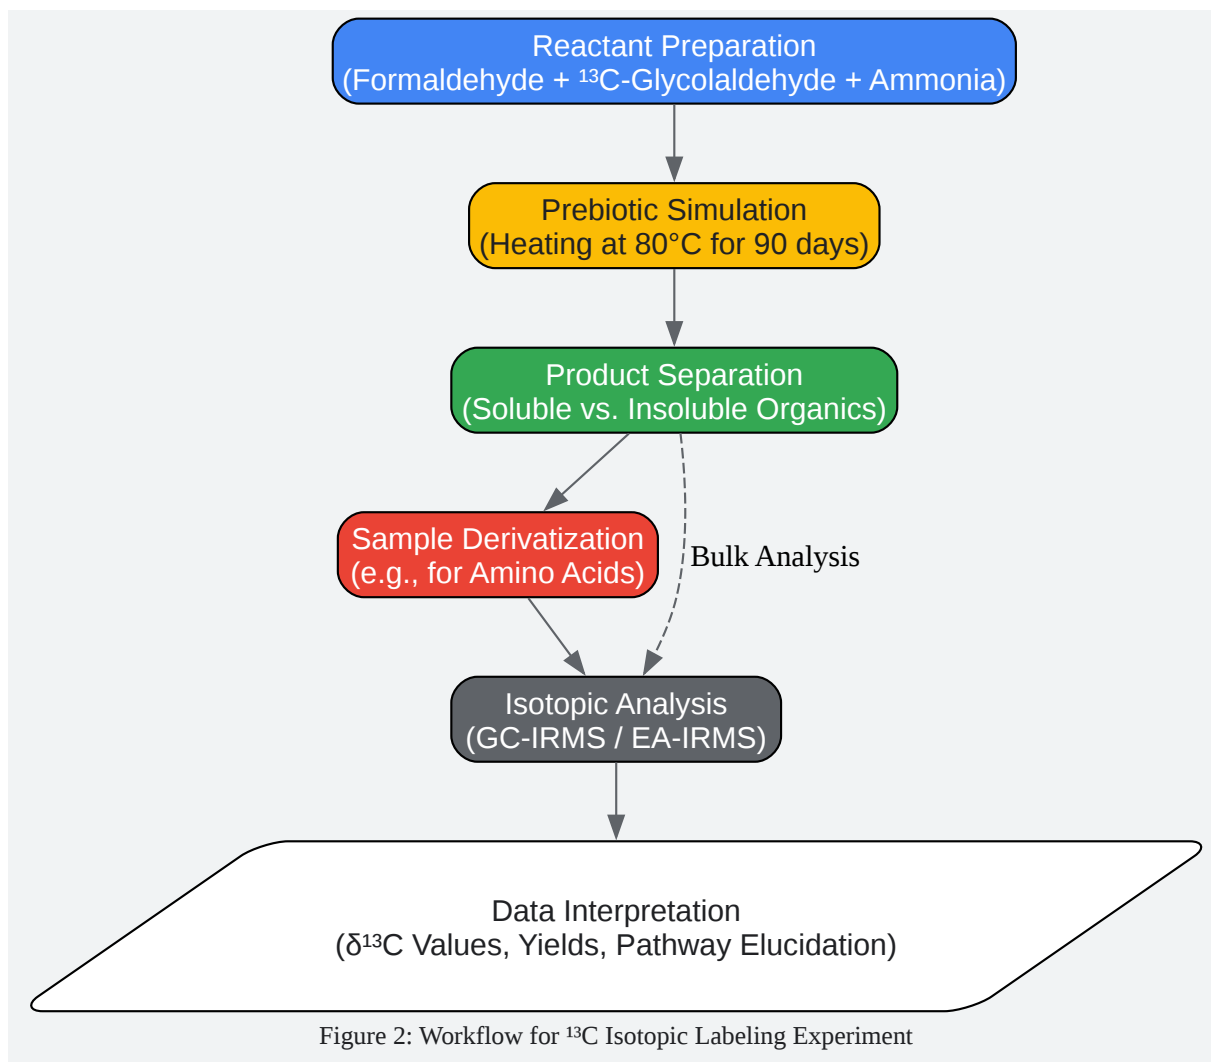 Reactant Preparation
(Formaldehyde + ¹³C-Glycolaldehyde + Ammonia)
Prebiotic Simulation
(Heating at 80°C for 90 days)
Product Separation
(Soluble vs. Insoluble Organics)
Sample Derivatization
(e.g., for Amino Acids)
Bulk Analysis
Isotopic Analysis
(GC-IRMS / EA-IRMS)
Data Interpretation
(δ¹³C Values, Yields, Pathway Elucidation)
Figure 2: Workflow for ¹³C Isotopic Labeling Experiment